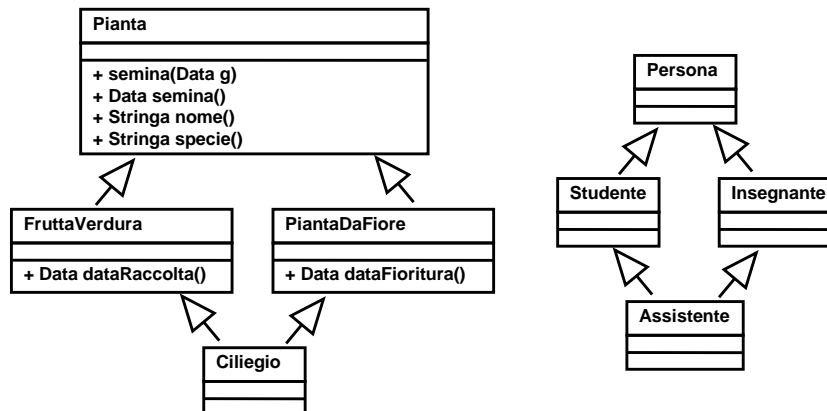 Pianta
+ semina(Data g)
+ Data semina()
+ Stringa nome()
+ Stringa specie()
FruttaVerdura
+ Data dataRaccolta()
PiantaDaFiore
+ Data dataFioritura()
Ciliegio
Persona
Studente
Insegnante
Assistente